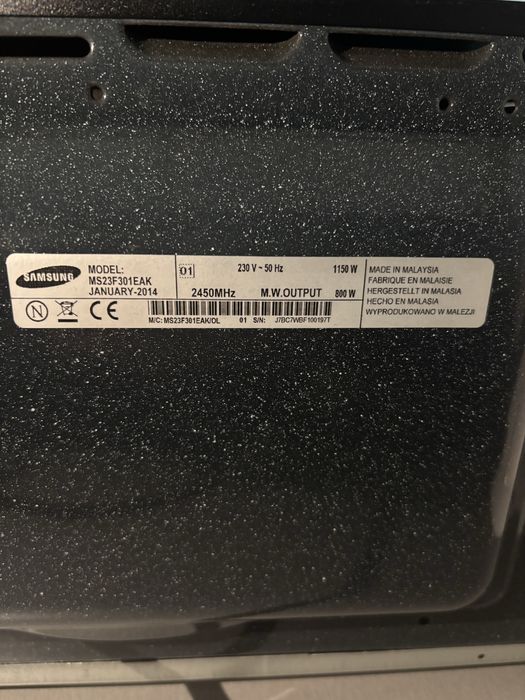 SAMSUNG
MODEL:
MS23F301EAK
JANUARY-2014
N
CE
01
230 V ~ 50 Hz 1150 W
2450MHz M.W.OUTPUT 800 W
M/C: MS23F301EAK/OL 01 S/N: J7BC7WBF100197T
MADE IN MALAYSIA
FABRIQUE EN MALAISIE
HERGESTELLT IN MALASIA
HECHO EN MALASIA
WYPRODUKOWANO W MALEZJI